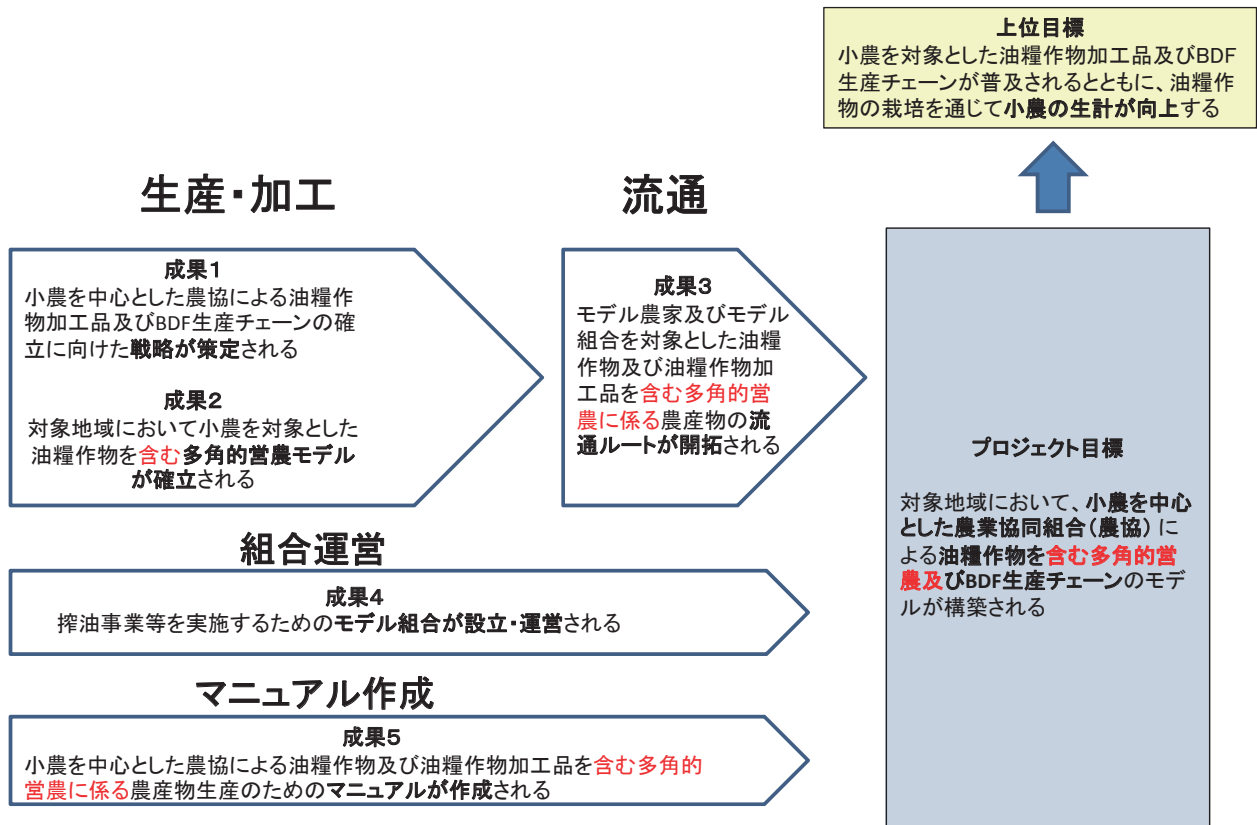 上位目標
小農を対象とした油糧作物加工品及びBDF
生産チェーンが普及されるとともに、油糧作
物の栽培を通じて小農の生計が向上する
生産・加工
流通
成果1
小農を中心とした農協による油糧作
物加工品及びBDF生産チェーンの確
立に向けた戦略が策定される
成果2
対象地域において小農を対象とした
油糧作物を含む多角的営農モデル
が確立される
成果3
モデル農家及びモデル
組合を対象とした油糧
作物及び油糧作物加
工品を含む多角的営
農に係る農産物の流
通ルートが開拓される
組合運営
成果4
搾油事業等を実施するためのモデル組合が設立・運営される
マニュアル作成
成果5
小農を中心とした農協による油糧作物及び油糧作物加工品を含む多角的
営農に係る農産物生産のためのマニュアルが作成される
プロジェクト目標
対象地域において、小農を中心
とした農業協同組合(農協)に
よる油糧作物を含む多角的営
農及びBDF生産チェーンのモデ
ルが構築される